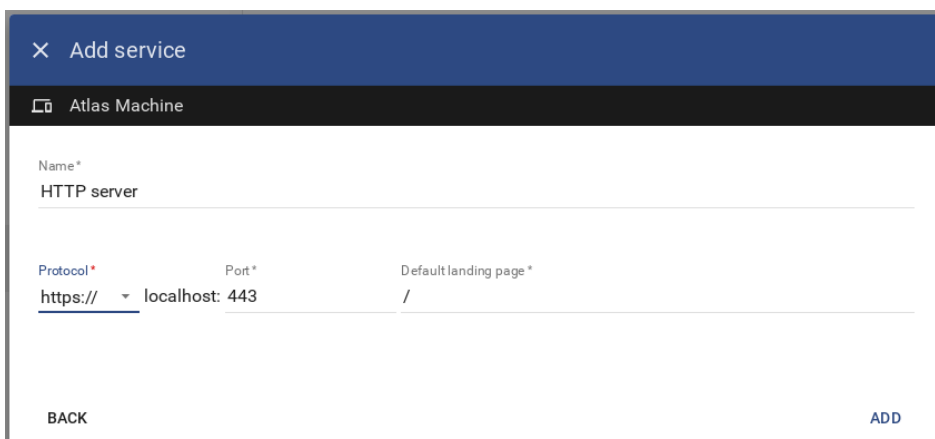 Add service
Atlas Machine
Name*
HTTP server
Protocol* Port* Default landing page*
https:// localhost: 443 /
BACK ADD